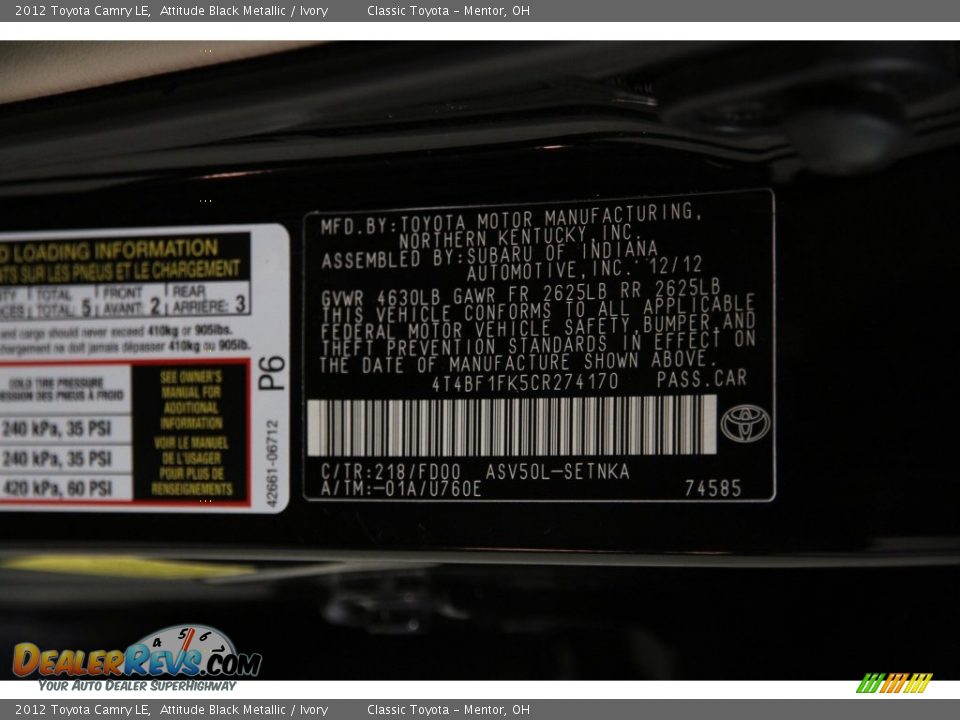 2012 Toyota Camry LE, Attitude Black Metallic / Ivory Classic Toyota - Mentor, OH
D LOADING INFORMATION
NTS SUR LES PNEUS ET LE CHARGEMENT
TOTAL FRONT REAR
TOTAL: 5 AVANT: 2 ARRIÈRE: 3
and cargo should never exceed 410kg or 905lbs.
chargement ne doit jamais dépasser 410kg ou 905lb.
COLD TIRE PRESSURE
DES PNEUS À FROID
240 kPa, 35 PSI
240 kPa, 35 PSI
420 kPa, 60 PSI
SEE OWNER'S
MANUAL FOR
ADDITIONAL
INFORMATION
VOIR LE MANUEL
DE L'USAGER
POUR PLUS DE
RENSEIGNEMENTS
P6
42661-06712
MFD.BY:TOYOTA MOTOR MANUFACTURING,
NORTHERN KENTUCKY INC.
ASSEMBLED BY:SUBARU OF INDIANA
AUTOMOTIVE,INC. 12/12
GVWR 4630LB GAWR FR 2625LB RR 2625LB
THIS VEHICLE CONFORMS TO ALL APPLICABLE
FEDERAL MOTOR VEHICLE SAFETY,BUMPER,AND
THEFT PREVENTION STANDARDS IN EFFECT ON
THE DATE OF MANUFACTURE SHOWN ABOVE.
4T4BF1FK5CR274170 PASS.CAR
C/TR:218/FD00 ASV50L-SETNKA
A/TM:-01A/U760E 74585
4 5 6
DEALERREVS.COM
YOUR AUTO DEALER SUPERHIGHWAY
2012 Toyota Camry LE, Attitude Black Metallic / Ivory Classic Toyota - Mentor, OH